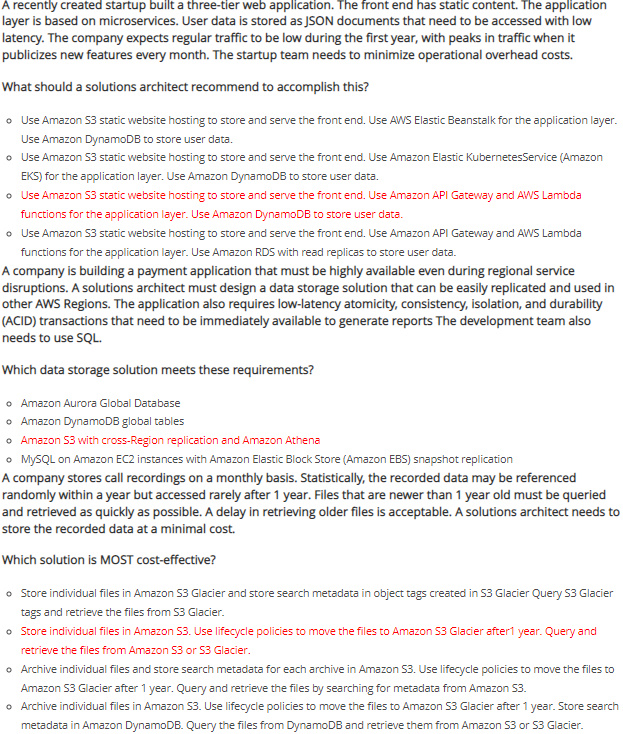 A recently created startup built a three-tier web application. The front end has static content. The application
layer is based on microservices. User data is stored as JSON documents that need to be accessed with low
latency. The company expects regular traffic to be low during the first year, with peaks in traffic when it
publicizes new features every month. The startup team needs to minimize operational overhead costs.
What should a solutions architect recommend to accomplish this?
Use Amazon S3 static website hosting to store and serve the front end. Use AWS Elastic Beanstalk for the application layer.
Use Amazon DynamoDB to store user data.
Use Amazon S3 static website hosting to store and serve the front end. Use Amazon Elastic KubernetesService (Amazon
EKS) for the application layer. Use Amazon DynamoDB to store user data.
Use Amazon S3 static website hosting to store and serve the front end. Use Amazon API Gateway and AWS Lambda
functions for the application layer. Use Amazon DynamoDB to store user data.
Use Amazon S3 static website hosting to store and serve the front end. Use Amazon API Gateway and AWS Lambda
functions for the application layer. Use Amazon RDS with read replicas to store user data.
A company is building a payment application that must be highly available even during regional service
disruptions. A solutions architect must design a data storage solution that can be easily replicated and used in
other AWS Regions. The application also requires low-latency atomicity, consistency, isolation, and durability
(ACID) transactions that need to be immediately available to generate reports The development team also
needs to use SQL.
Which data storage solution meets these requirements?
Amazon Aurora Global Database
Amazon DynamoDB global tables
Amazon S3 with cross-Region replication and Amazon Athena
MySQL on Amazon EC2 instances with Amazon Elastic Block Store (Amazon EBS) snapshot replication
A company stores call recordings on a monthly basis. Statistically, the recorded data may be referenced
randomly within a year but accessed rarely after 1 year. Files that are newer than 1 year old must be queried
and retrieved as quickly as possible. A delay in retrieving older files is acceptable. A solutions architect needs to
store the recorded data at a minimal cost.
Which solution is MOST cost-effective?
Store individual files in Amazon S3 Glacier and store search metadata in object tags created in S3 Glacier Query S3 Glacier
tags and retrieve the files from S3 Glacier.
Store individual files in Amazon S3. Use lifecycle policies to move the files to Amazon S3 Glacier after1 year. Query and
retrieve the files from Amazon S3 or S3 Glacier.
Archive individual files and store search metadata for each archive in Amazon S3. Use lifecycle policies to move the files to
Amazon S3 Glacier after 1 year. Query and retrieve the files by searching for metadata from Amazon S3.
Archive individual files in Amazon S3. Use lifecycle policies to move the files to Amazon S3 Glacier after 1 year. Store search
metadata in Amazon DynamoDB. Query the files from DynamoDB and retrieve them from Amazon S3 or S3 Glacier.